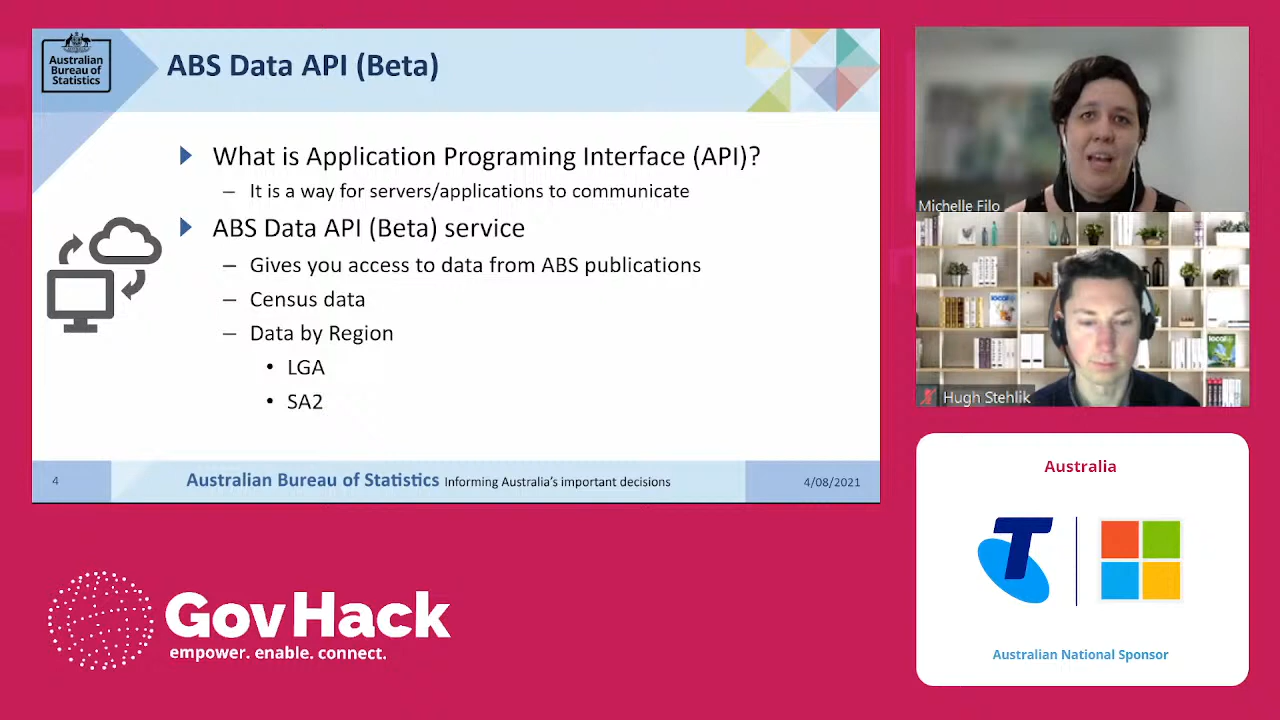 Australian
Bureau of
Statistics
ABS Data API (Beta)
What is Application Programing Interface (API)?
– It is a way for servers/applications to communicate
ABS Data API (Beta) service
– Gives you access to data from ABS publications
– Census data
– Data by Region
• LGA
• SA2
4
Australian Bureau of Statistics Informing Australia's important decisions
4/08/2021
Michelle Filo
local
local
Hugh Stehlik
Australia
T
Australian National Sponsor
GovHack
empower. enable. connect.